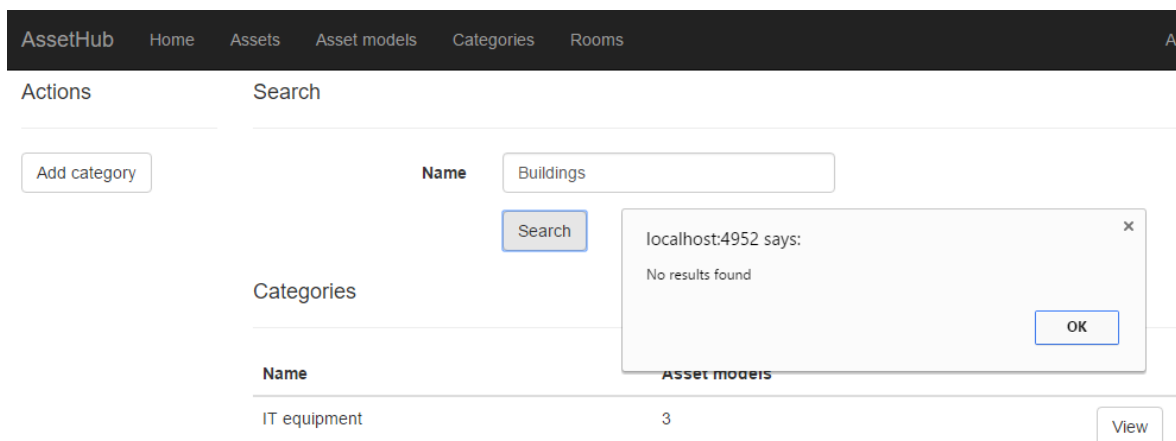 AssetHub Home Assets Asset models Categories Rooms A
Actions
Search
Add category
Name Buildings
Search
localhost:4952 says: ×
No results found
OK
Categories
Name Asset models
IT equipment 3 View